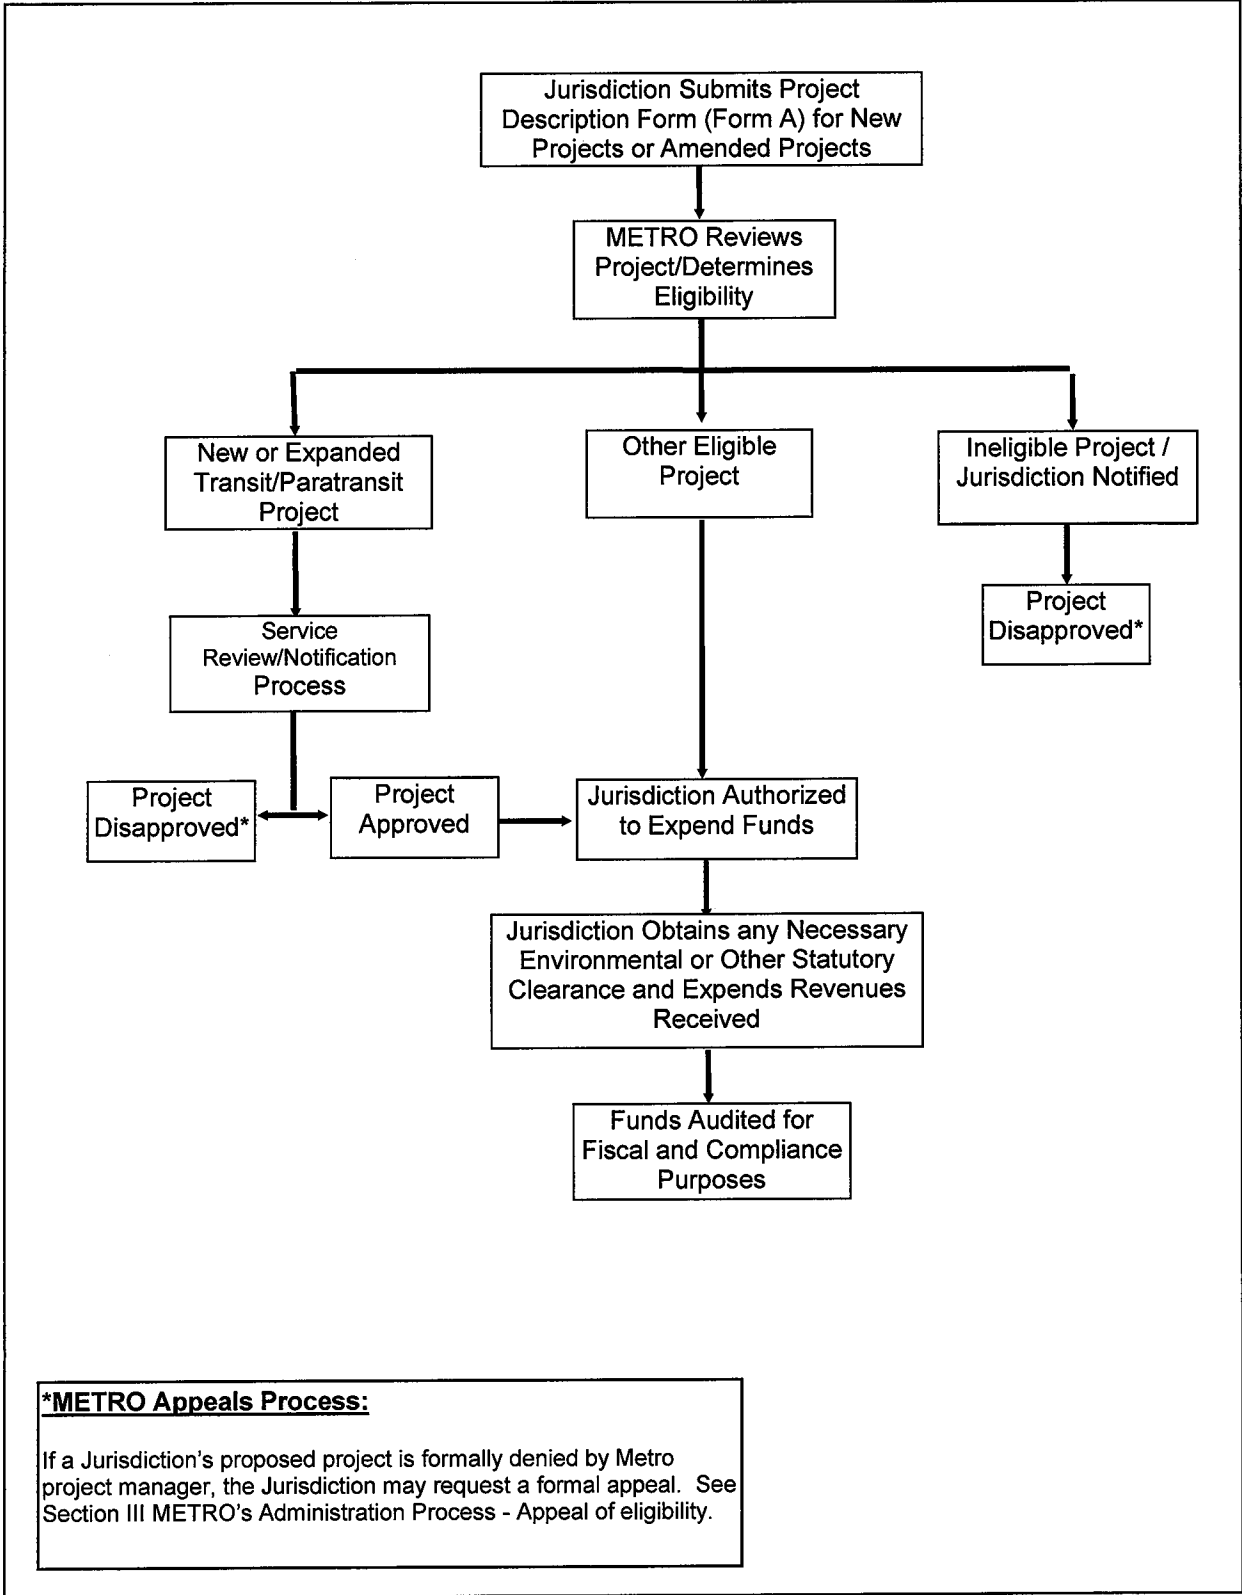 Jurisdiction Submits Project
Description Form (Form A) for New
Projects or Amended Projects
METRO Reviews
Project/Determines
Eligibility
New or Expanded
Transit/Paratransit
Project
Other Eligible
Project
Ineligible Project /
Jurisdiction Notified
Service
Review/Notification
Process
Project
Disapproved*
Project
Disapproved*
Project
Approved
Jurisdiction Authorized
to Expend Funds
Jurisdiction Obtains any Necessary
Environmental or Other Statutory
Clearance and Expends Revenues
Received
Funds Audited for
Fiscal and Compliance
Purposes
*METRO Appeals Process:
If a Jurisdiction's proposed project is formally denied by Metro
project manager, the Jurisdiction may request a formal appeal. See
Section III METRO's Administration Process - Appeal of eligibility.